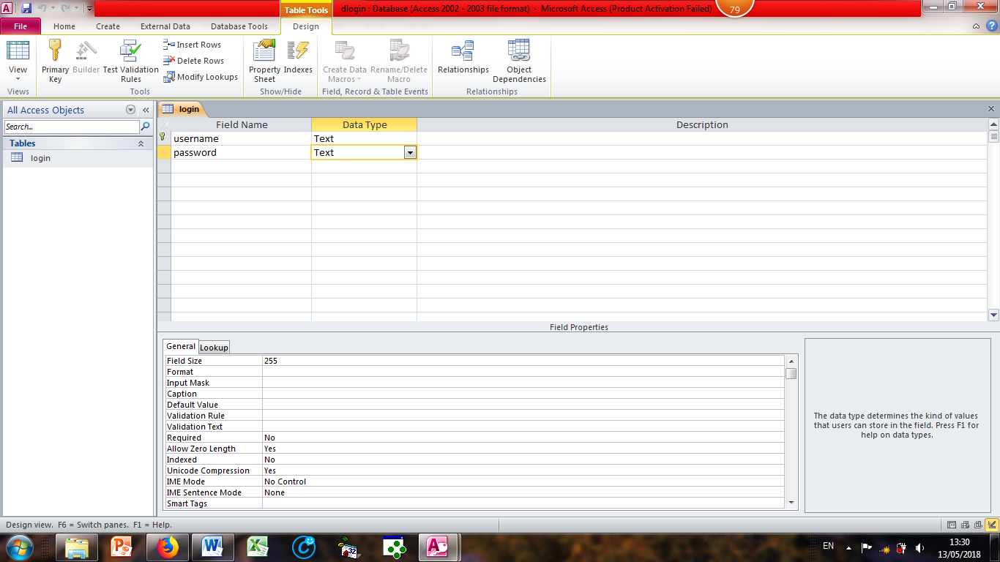 Table Tools
dlogin : Database (Access 2002 - 2003 file format) - Microsoft Access (Product Activation Failed)
79
File Home Create External Data Database Tools Design
View
Primary Key
Builder
Test Validation Rules
Insert Rows
Delete Rows
Modify Lookups
Property Sheet
Indexes
Create Data Macros
Rename/Delete Macro
Relationships
Object Dependencies
Views Tools Show/Hide Field, Record & Table Events Relationships
All Access Objects
Search...
Tables
login
login
Field Name Data Type Description
username Text
password Text
Field Properties
General Lookup
Field Size 255
Format
Input Mask
Caption
Default Value
Validation Rule
Validation Text
Required No
Allow Zero Length Yes
Indexed No
Unicode Compression Yes
IME Mode No Control
IME Sentence Mode None
Smart Tags
The data type determines the kind of values
that users can store in the field. Press F1 for
help on data types.
Design view. F6 = Switch panes. F1 = Help.
32
EN
13:30
13/05/2018